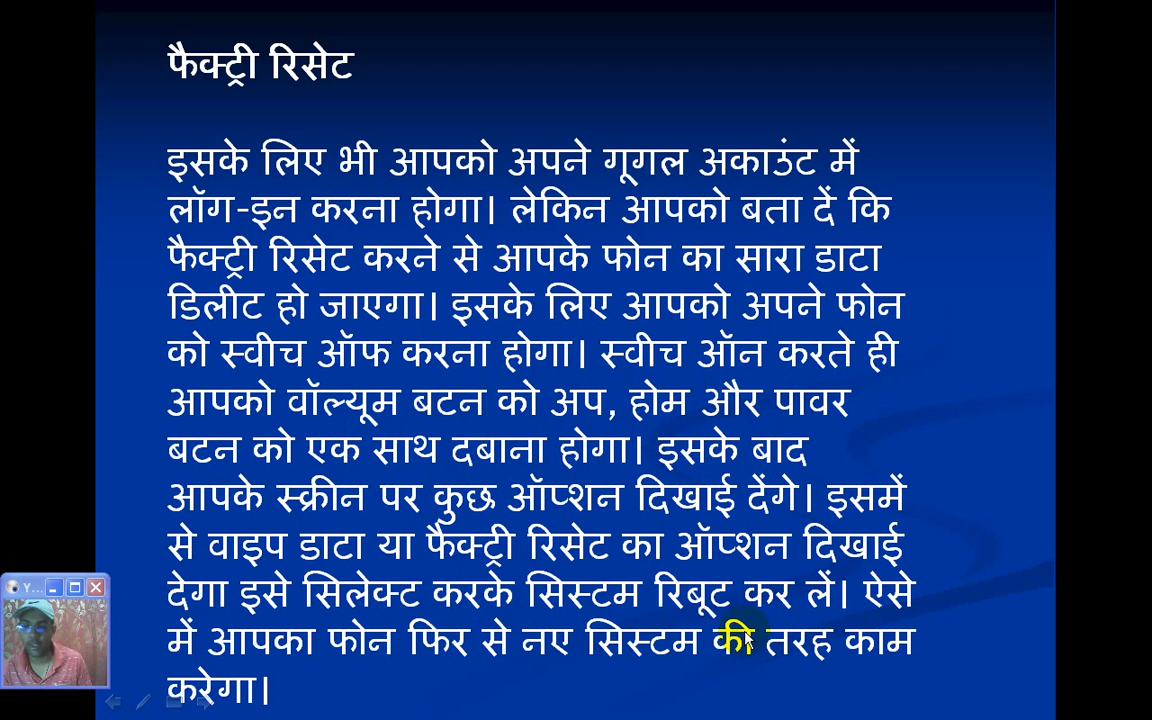 फैक्ट्री रिसेट
इसके लिए भी आपको अपने गूगल अकाउंट में
लॉग-इन करना होगा। लेकिन आपको बता दें कि
फैक्ट्री रिसेट करने से आपके फोन का सारा डाटा
डिलीट हो जाएगा। इसके लिए आपको अपने फोन
को स्वीच ऑफ करना होगा। स्वीच ऑन करते ही
आपको वॉल्यूम बटन को अप, होम और पावर
बटन को एक साथ दबाना होगा। इसके बाद
आपके स्क्रीन पर कुछ ऑप्शन दिखाई देंगे। इसमें
से वाइप डाटा या फैक्ट्री रिसेट का ऑप्शन दिखाई
देगा इसे सिलेक्ट करके सिस्टम रिबूट कर लें। ऐसे
में आपका फोन फिर से नए सिस्टम की तरह काम
करेगा।
Y...